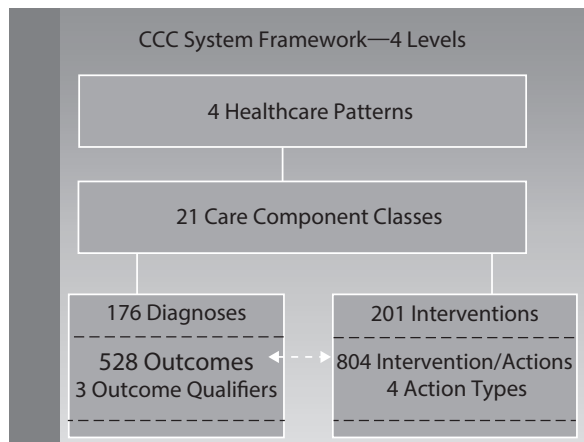 CCC System Framework—4 Levels
4 Healthcare Patterns
21 Care Component Classes
176 Diagnoses
528 Outcomes
3 Outcome Qualifiers
201 Interventions
804 Intervention/Actions
4 Action Types